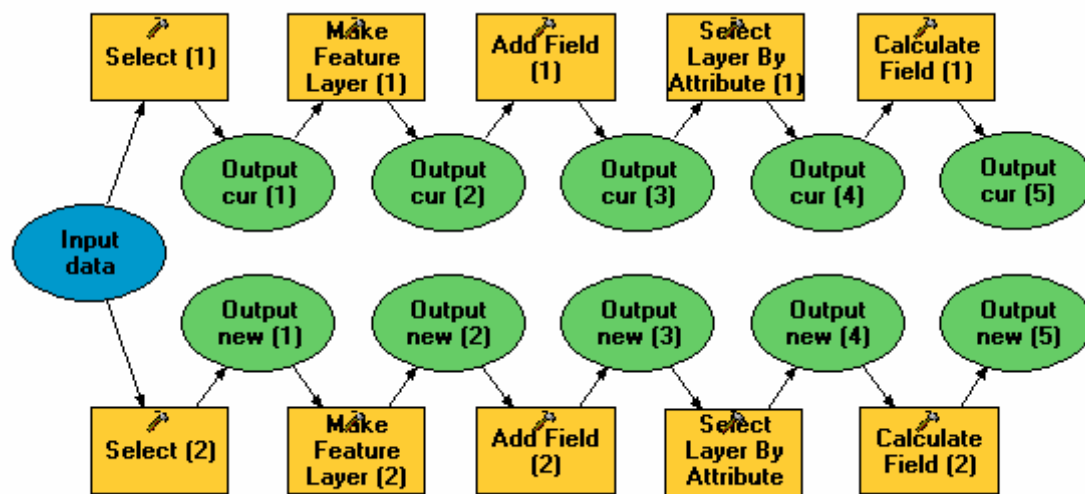 Select (1)
Make
Feature
Layer (1)
Add Field
(1)
Select
Layer By
Attribute (1)
Calculate
Field (1)
Output
cur (1)
Output
cur (2)
Output
cur (3)
Output
cur (4)
Output
cur (5)
Input
data
Output
new (1)
Output
new (2)
Output
new (3)
Output
new (4)
Output
new (5)
Select (2)
Make
Feature
Layer (2)
Add Field
(2)
Select
Layer By
Attribute
Calculate
Field (2)